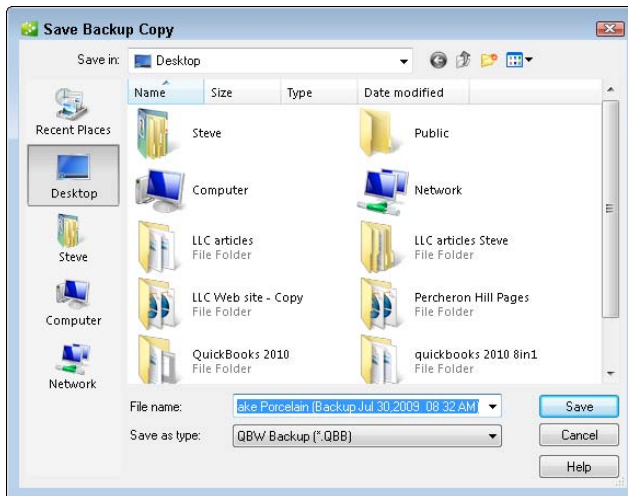 Save Backup Copy
Save in: Desktop
Name Size Type Date modified
Recent Places
Desktop
Steve
Computer
Network
Steve
Public
Computer
Network
LLC articles
File Folder
LLC articles Steve
File Folder
LLC Web site - Copy
File Folder
Percheron Hill Pages
File Folder
QuickBooks 2010
File Folder
quickbooks 2010 8in1
File Folder
File name: ake Porcelain (Backup Jul 30,2009 08 32 AM)
Save as type: QBW Backup (*.QBB)
Save
Cancel
Help